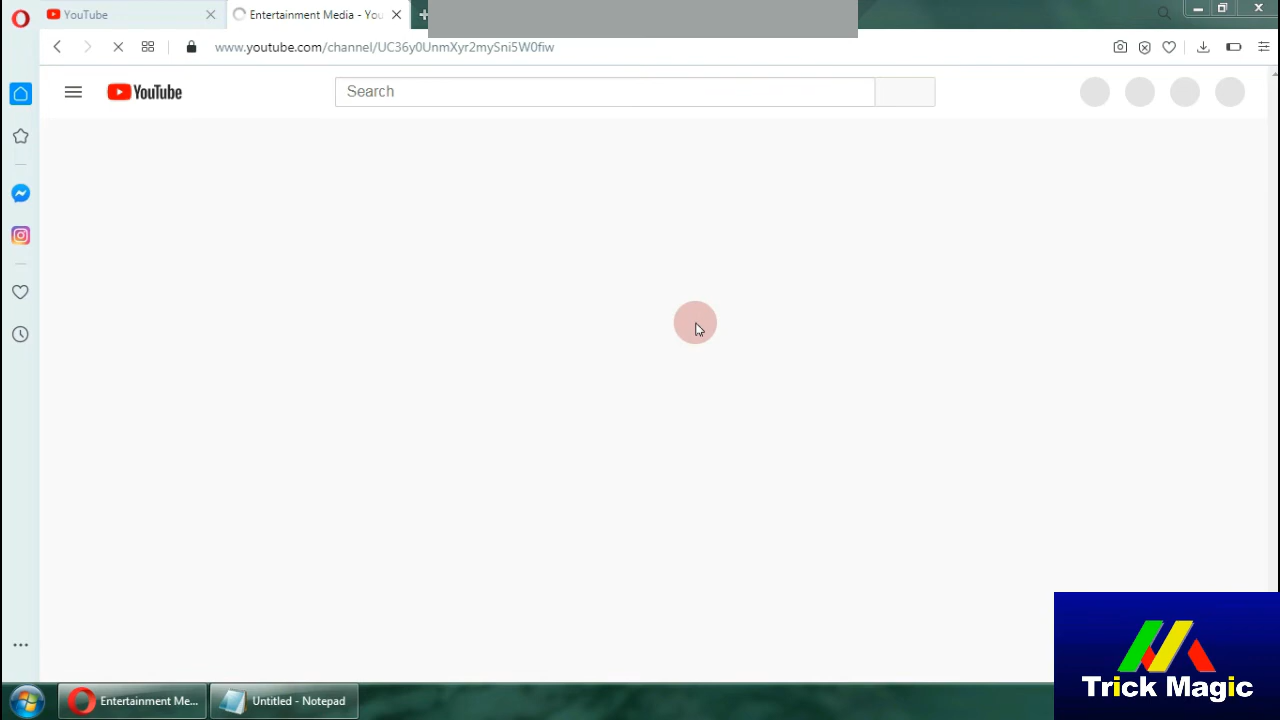 YouTube
Entertainment Media - You
www.youtube.com/channel/UC36y0UnmXyr2mySni5W0fiw
YouTube
Search
Entertainment Me...
Untitled - Notepad
Trick Magic